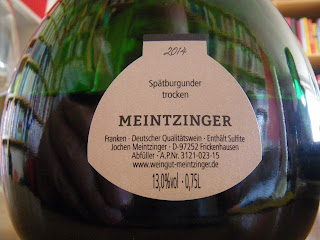 2014
Spätburgunder
trocken
MEINTZINGER
Franken · Deutscher Qualitätswein · Enthält Sulfite
Jochen Meintzinger · D-97252 Frickenhausen
Abfüller · A.P.Nr. 3121-023-15
www.weingut-meintzinger.de
13,0%vol · 0,75L